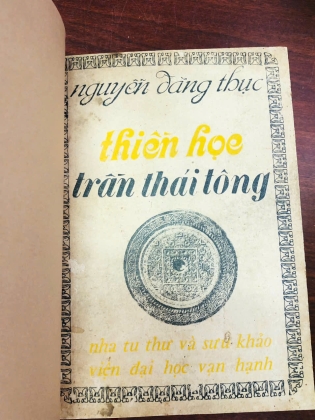 nguyễn đăng thục
thiền học
trần thái tông
nha tu thư và sưu khảo
viện đại học vạn hạnh